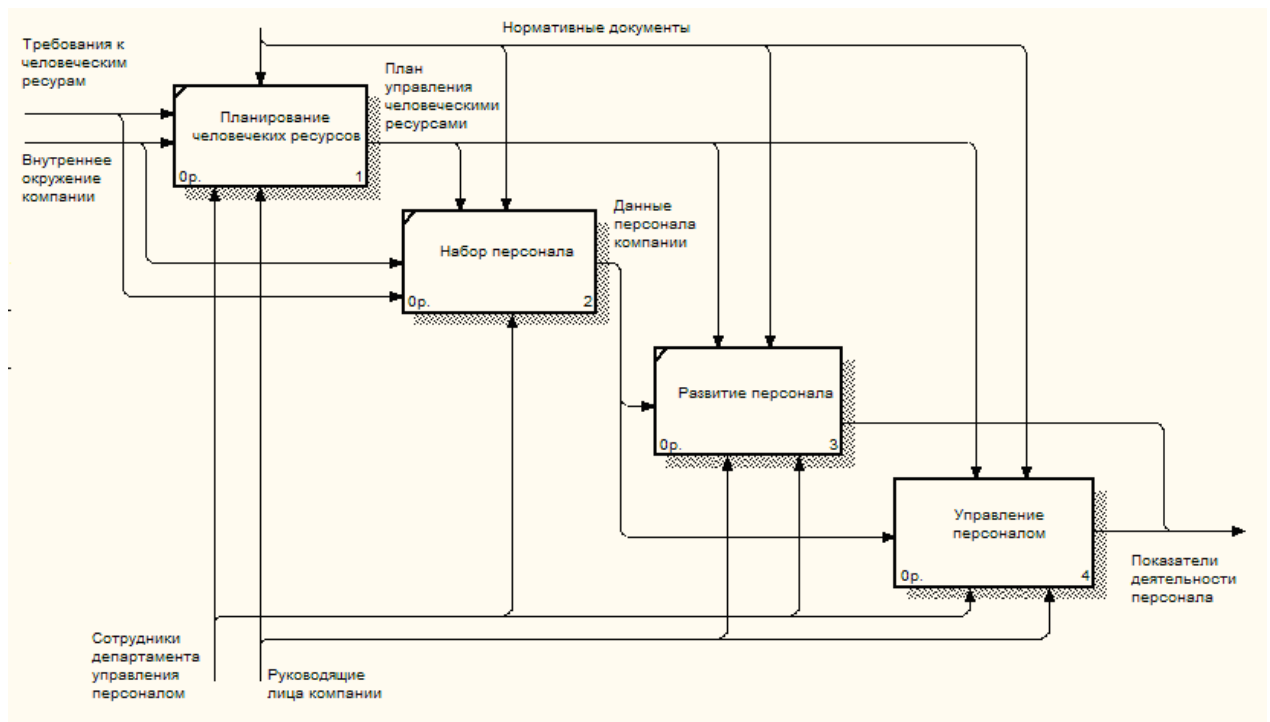 Нормативные документы
Требования к
человеческим
ресурам
План
управления
человеческими
ресурсами
Планирование
человечеких ресурсов
0р.
1
Внутреннее
окружение
компании
Данные
персонала
компании
Набор персонала
0р.
2
Развитие персонала
0р.
3
Управление
персоналом
0р.
4
Показатели
деятельности
персонала
Сотрудники
департамента
управления
персоналом
Руководящие
лица компании